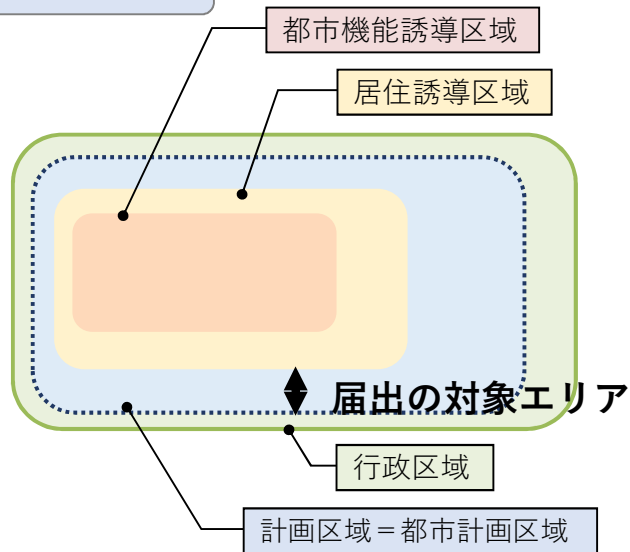 都市機能誘導区域
居住誘導区域
届出の対象エリア
行政区域
計画区域＝都市計画区域